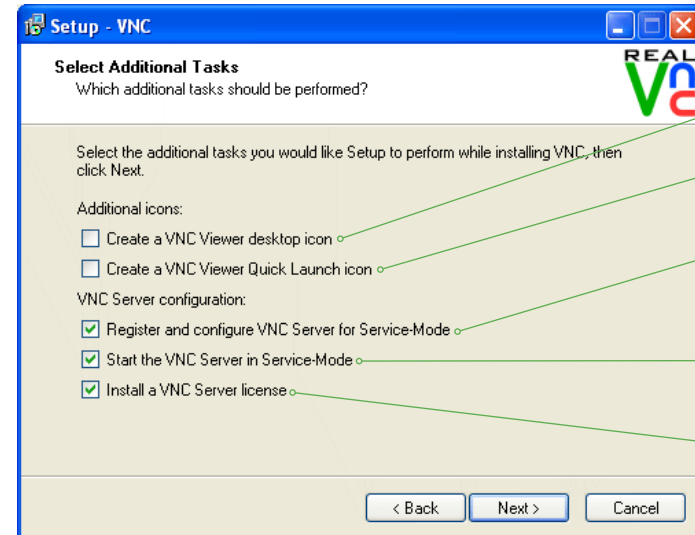 Setup - VNC
Select Additional Tasks
Which additional tasks should be performed?
REAL
VNC
Select the additional tasks you would like Setup to perform while installing VNC, then
click Next.
Additional icons:
Create a VNC Viewer desktop icon
Create a VNC Viewer Quick Launch icon
VNC Server configuration:
Register and configure VNC Server for Service-Mode
Start the VNC Server in Service-Mode
Install a VNC Server license
< Back
Next >
Cancel